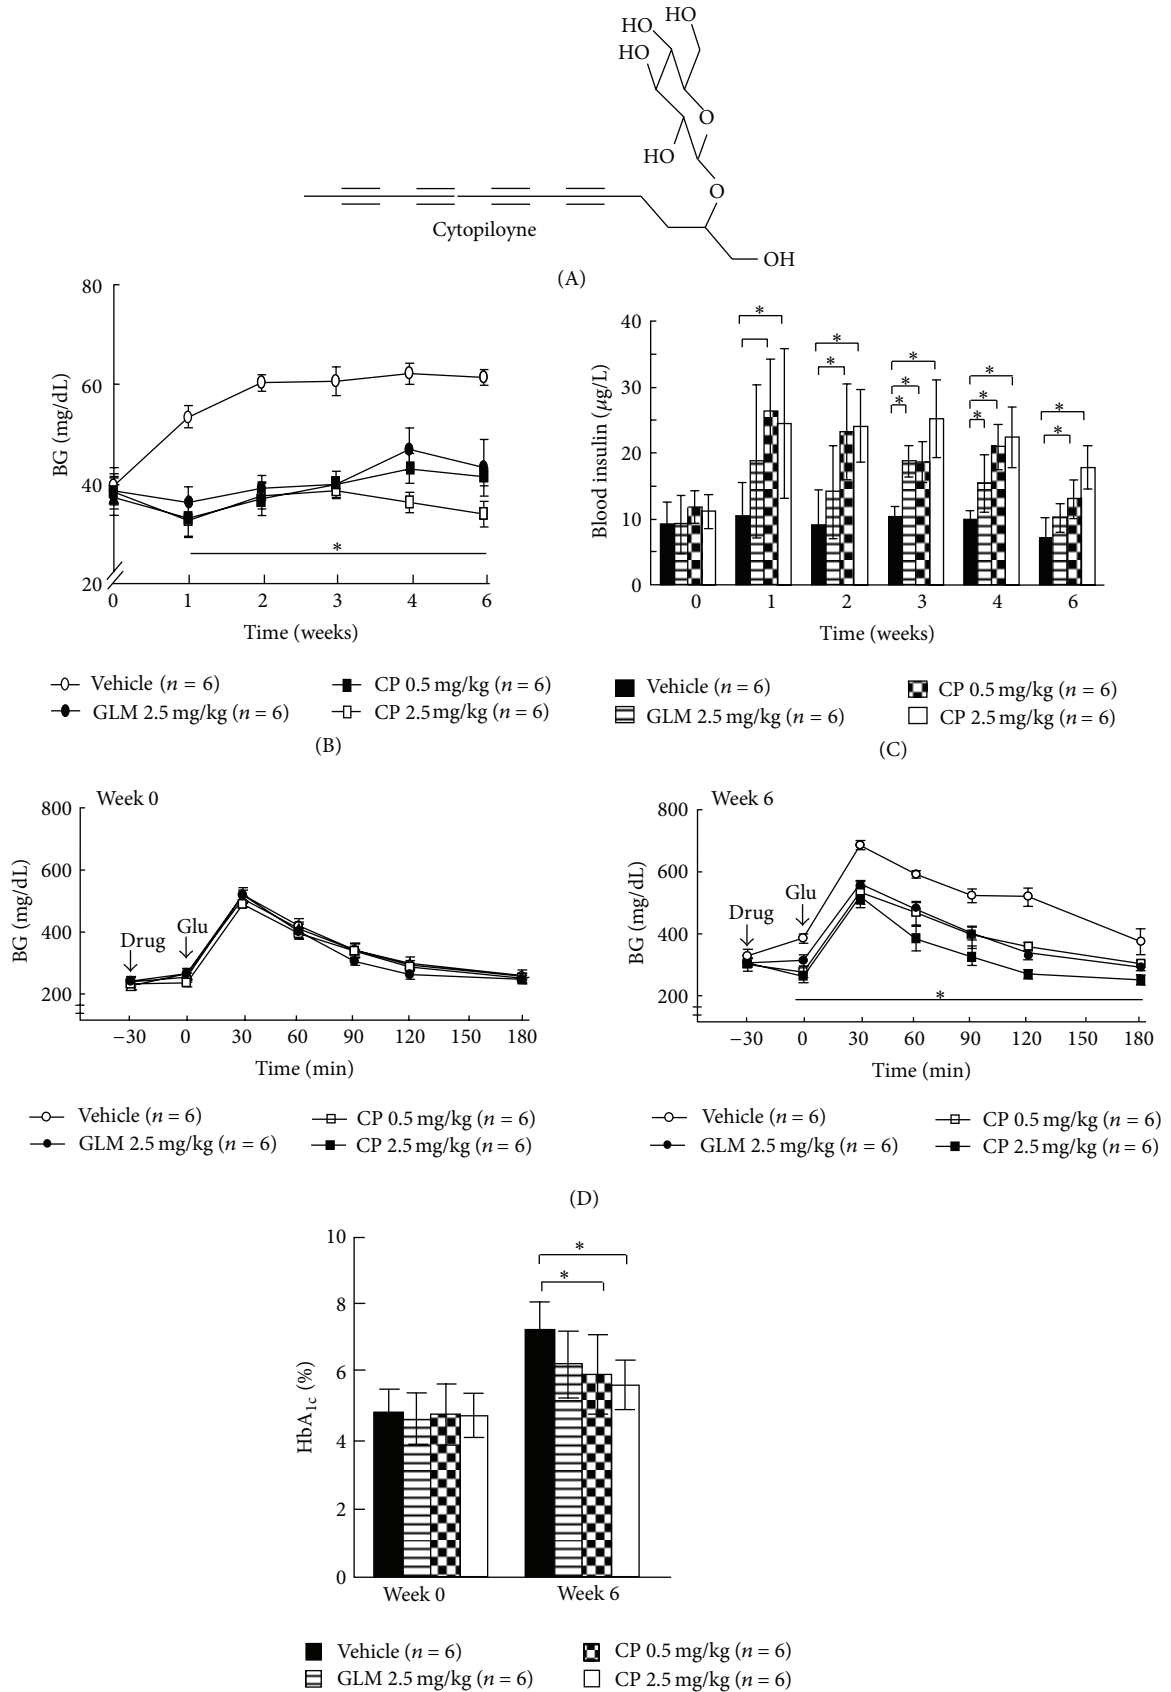 HO
HO
HO
O
HO
O
Cytopiloyne
OH
(A)
BG (mg/dL)
80
60
40
20
*
0 1 2 3 4 6
Time (weeks)
Vehicle (n = 6)
GLM 2.5 mg/kg (n = 6)
CP 0.5 mg/kg (n = 6)
CP 2.5 mg/kg (n = 6)
(B)
Blood insulin (μg/L)
40
30
20
10
0
* * * * * * * * * * * *
0 1 2 3 4 6
Time (weeks)
Vehicle (n = 6)
GLM 2.5 mg/kg (n = 6)
CP 0.5 mg/kg (n = 6)
CP 2.5 mg/kg (n = 6)
(C)
Week 0
BG (mg/dL)
800
600
400
200
Drug
Glu
−30 0 30 60 90 120 180
Time (min)
Vehicle (n = 6)
GLM 2.5 mg/kg (n = 6)
CP 0.5 mg/kg (n = 6)
CP 2.5 mg/kg (n = 6)
Week 6
BG (mg/dL)
800
600
400
200
Drug
Glu
*
−30 0 30 60 90 120 180
Time (min)
Vehicle (n = 6)
GLM 2.5 mg/kg (n = 6)
CP 0.5 mg/kg (n = 6)
CP 2.5 mg/kg (n = 6)
(D)
HbA1c (%)
10
8
6
4
2
0
*
*
Week 0 Week 6
Vehicle (n = 6)
GLM 2.5 mg/kg (n = 6)
CP 0.5 mg/kg (n = 6)
CP 2.5 mg/kg (n = 6)